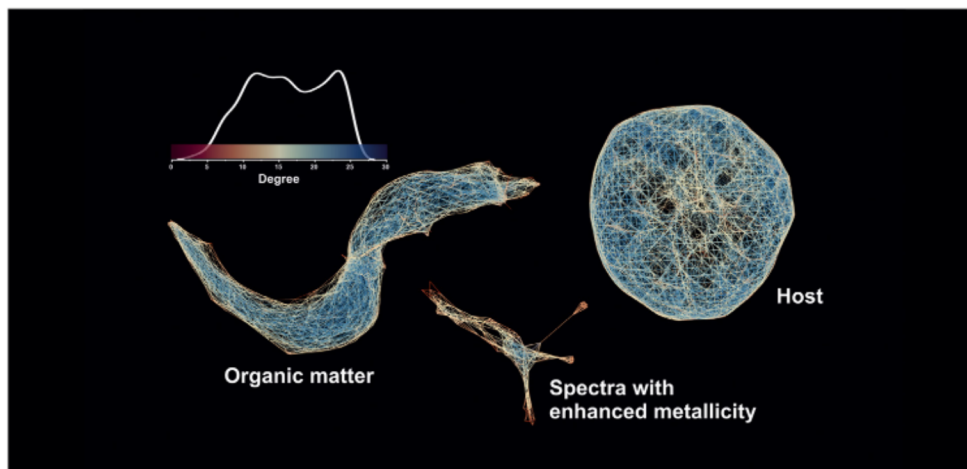 0 5 10 15 20 25 30
Degree
Host
Organic matter
Spectra with
enhanced metallicity